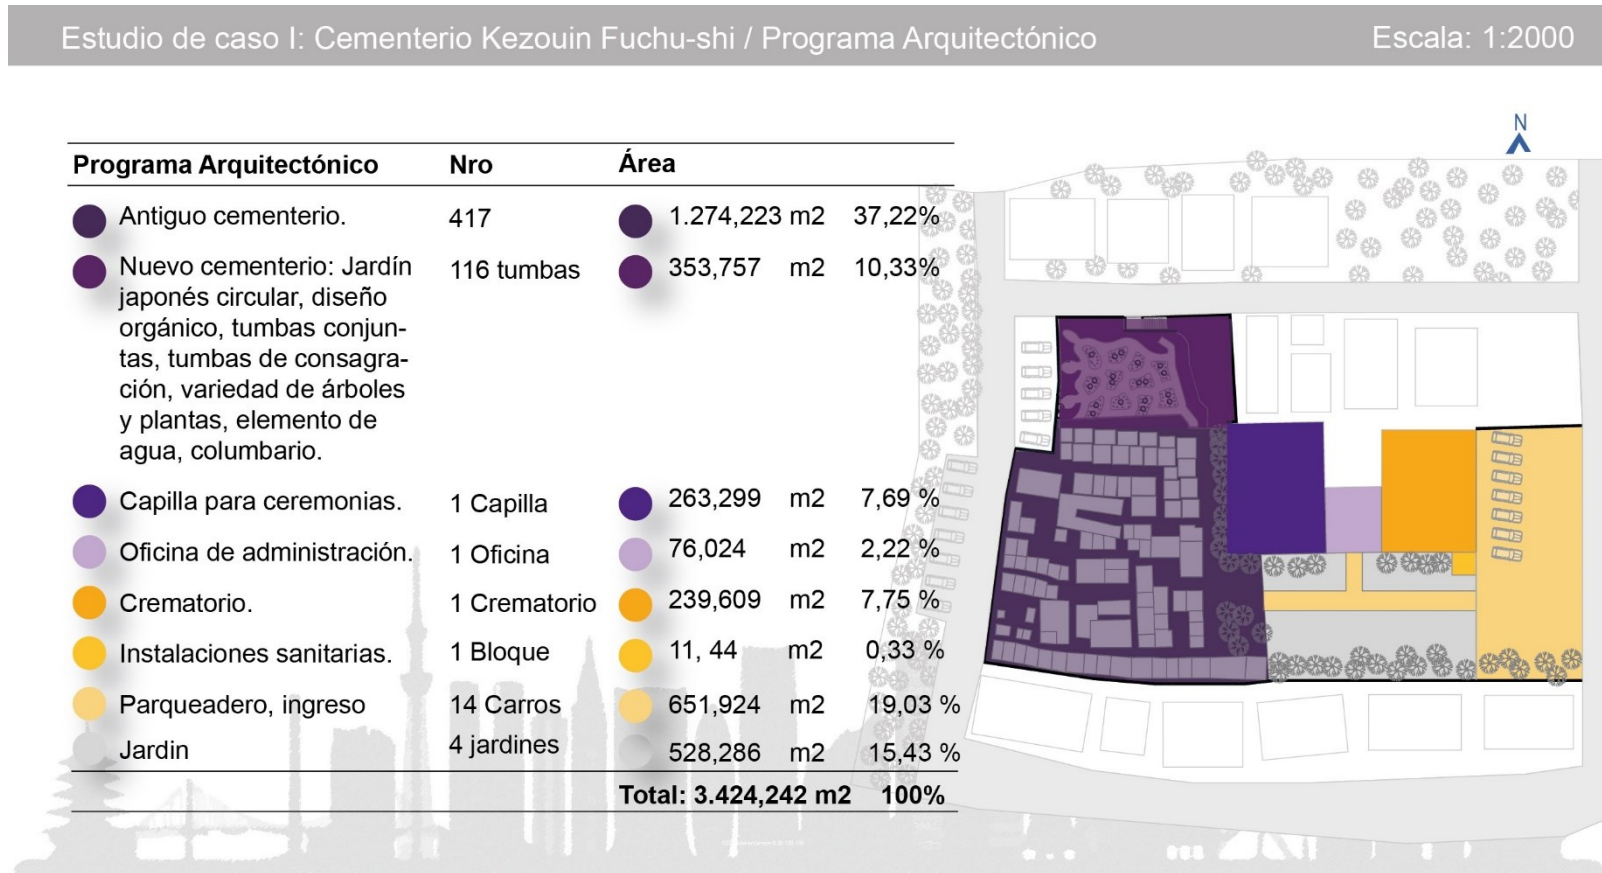 Estudio de caso I: Cementerio Kezouin Fuchu-shi / Programa Arquitectónico Escala: 1:2000
N
Programa Arquitectónico Nro Área
Antiguo cementerio. 417 1.274,223 m2 37,22%
Nuevo cementerio: Jardín 116 tumbas 353,757 m2 10,33%
japonés circular, diseño
orgánico, tumbas conjun-
tas, tumbas de consagra-
ción, variedad de árboles
y plantas, elemento de
agua, columbario.
Capilla para ceremonias. 1 Capilla 263,299 m2 7,69 %
Oficina de administración. 1 Oficina 76,024 m2 2,22 %
Crematorio. 1 Crematorio 239,609 m2 7,75 %
Instalaciones sanitarias. 1 Bloque 11, 44 m2 0,33 %
Parqueadero, ingreso 14 Carros 651,924 m2 19,03 %
Jardin 4 jardines 528,286 m2 15,43 %
Total: 3.424,242 m2 100%